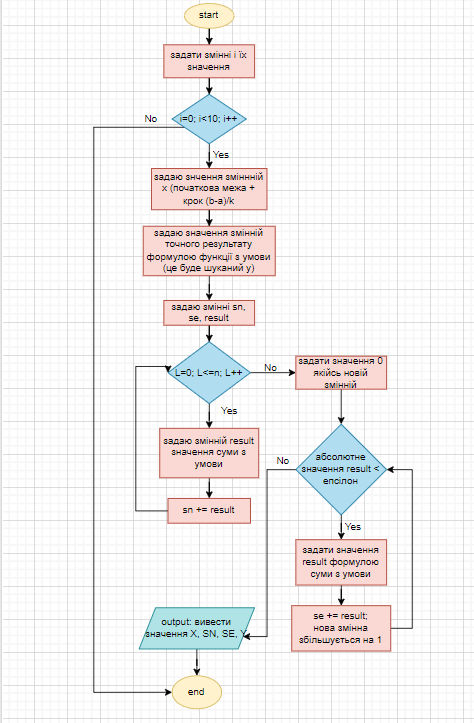 start
задати змінні і їх
значення
i=0; i<10; i++
No
Yes
задаю знчення зміннній
x (початкова межа +
крок (b-a)/k
задаю значення змінній
точного результату
формулою функції з умови
(це буде шуканий y)
задаю змінні sn,
se, result
L=0; L<=n; L++
No
Yes
задати значення 0
якійсь новій
змінній
задаю змінній result
значення суми з
умови
sn += result
абсолютне
значення result <
епсілон
No
Yes
задати значення
result формулою
суми з умови
se += result;
нова змінна
збільшується на 1
output: вивести
значення X, SN, SE, Y
end